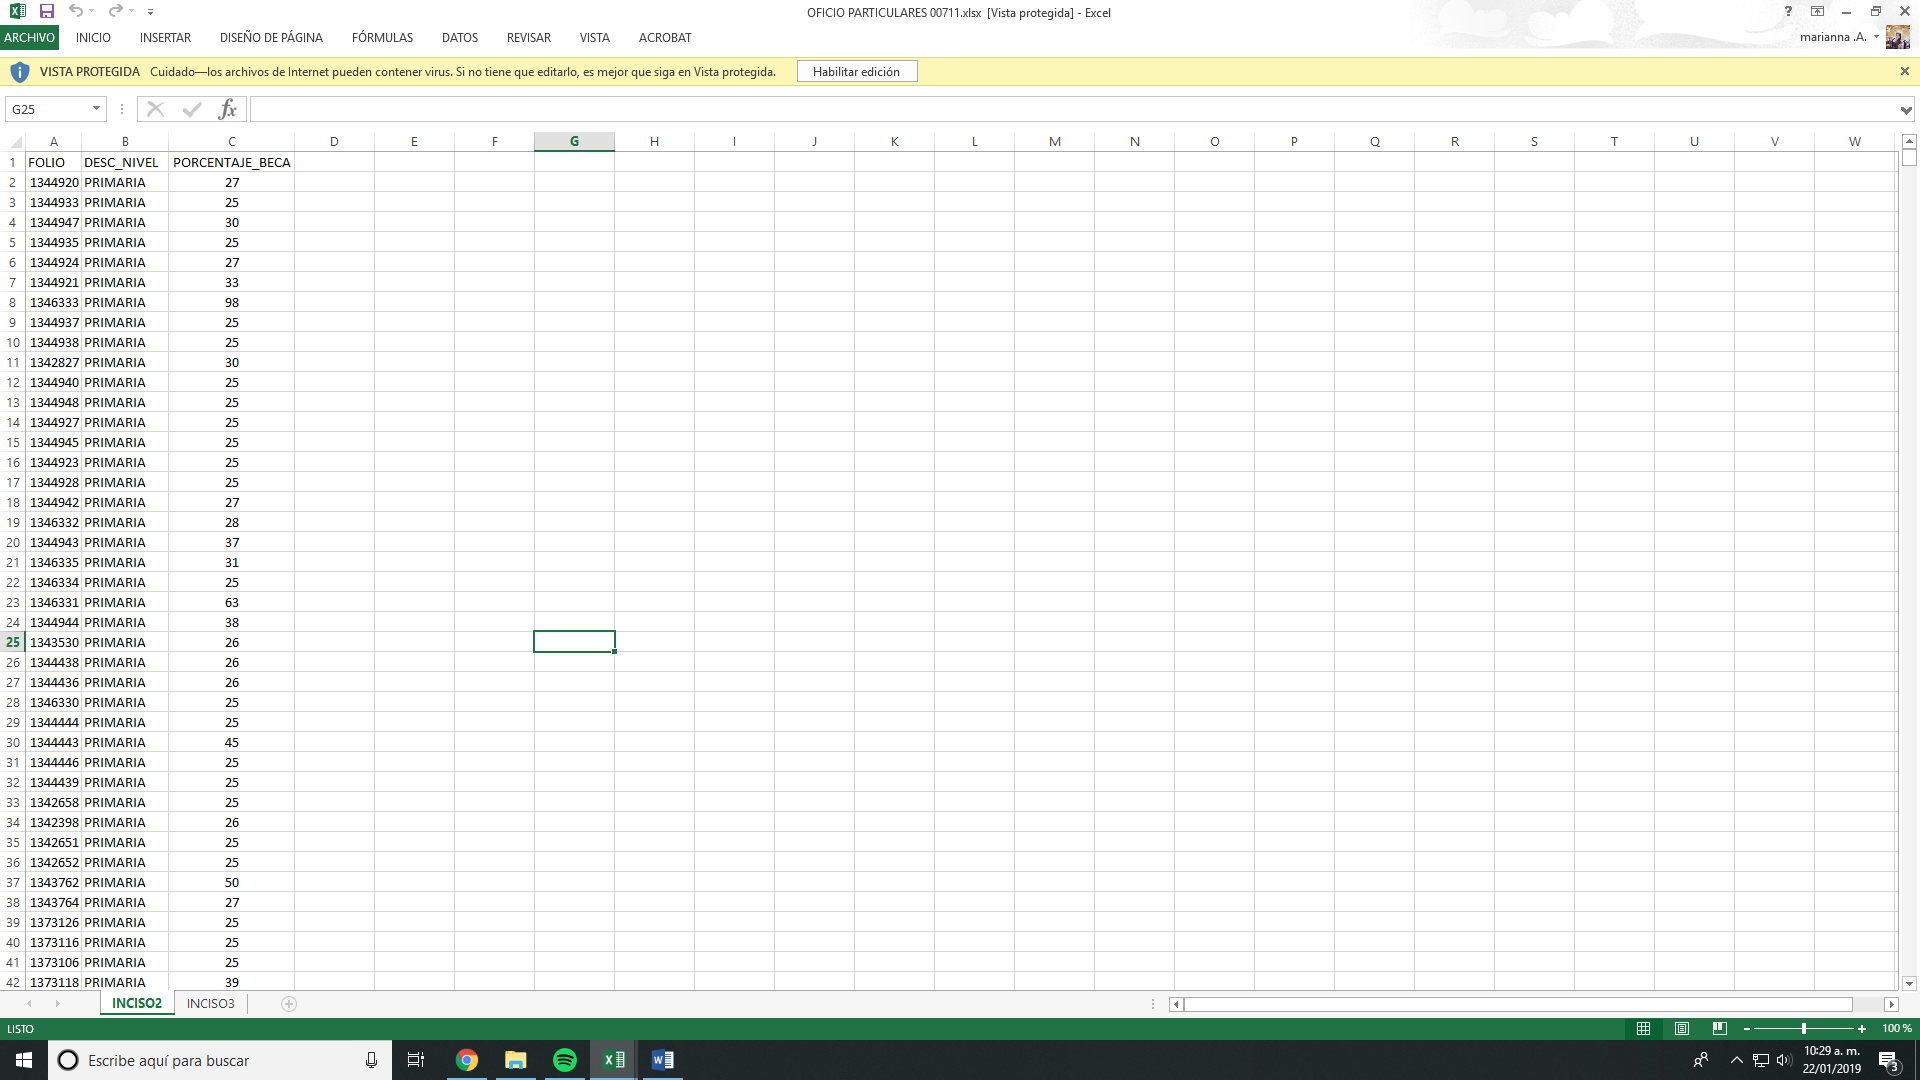 OFICIO PARTICULARES 00711.xlsx [Vista protegida] - Excel
ARCHIVO INICIO INSERTAR DISEÑO DE PÁGINA FÓRMULAS DATOS REVISAR VISTA ACROBAT marianna .A.
VISTA PROTEGIDA Cuidado—los archivos de Internet pueden contener virus. Si no tiene que editarlo, es mejor que siga en Vista protegida. Habilitar edición
G25 fx
A B C D E F G H I J K L M N O P Q R S T U V W
1 FOLIO DESC_NIVEL PORCENTAJE_BECA
2 1344920 PRIMARIA 27
3 1344933 PRIMARIA 25
4 1344947 PRIMARIA 30
5 1344935 PRIMARIA 25
6 1344924 PRIMARIA 27
7 1344921 PRIMARIA 33
8 1346333 PRIMARIA 98
9 1344937 PRIMARIA 25
10 1344938 PRIMARIA 25
11 1342827 PRIMARIA 30
12 1344940 PRIMARIA 25
13 1344948 PRIMARIA 25
14 1344927 PRIMARIA 25
15 1344945 PRIMARIA 25
16 1344923 PRIMARIA 25
17 1344928 PRIMARIA 25
18 1344942 PRIMARIA 27
19 1346332 PRIMARIA 28
20 1344943 PRIMARIA 37
21 1346335 PRIMARIA 31
22 1346334 PRIMARIA 25
23 1346331 PRIMARIA 63
24 1344944 PRIMARIA 38
25 1343530 PRIMARIA 26
26 1344438 PRIMARIA 26
27 1344436 PRIMARIA 26
28 1346330 PRIMARIA 25
29 1344444 PRIMARIA 25
30 1344443 PRIMARIA 45
31 1344446 PRIMARIA 25
32 1344439 PRIMARIA 25
33 1342658 PRIMARIA 25
34 1342398 PRIMARIA 26
35 1342651 PRIMARIA 25
36 1342652 PRIMARIA 25
37 1343762 PRIMARIA 50
38 1343764 PRIMARIA 27
39 1373126 PRIMARIA 25
40 1373116 PRIMARIA 25
41 1373106 PRIMARIA 25
42 1373118 PRIMARIA 39
INCISO2 INCISO3
LISTO 100 %
Escribe aquí para buscar
10:29 a. m.
22/01/2019
3